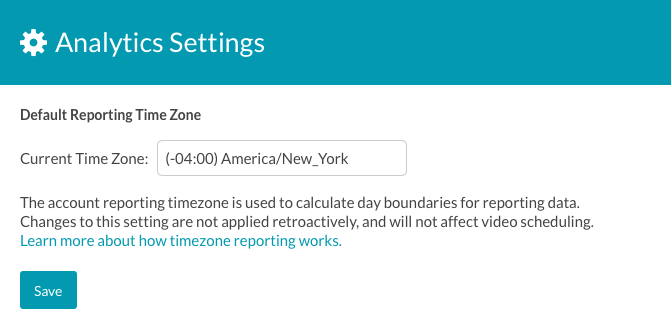 Analytics Settings
Default Reporting Time Zone
Current Time Zone: (-04:00) America/New_York
The account reporting timezone is used to calculate day boundaries for reporting data.
Changes to this setting are not applied retroactively, and will not affect video scheduling.
Learn more about how timezone reporting works.
Save